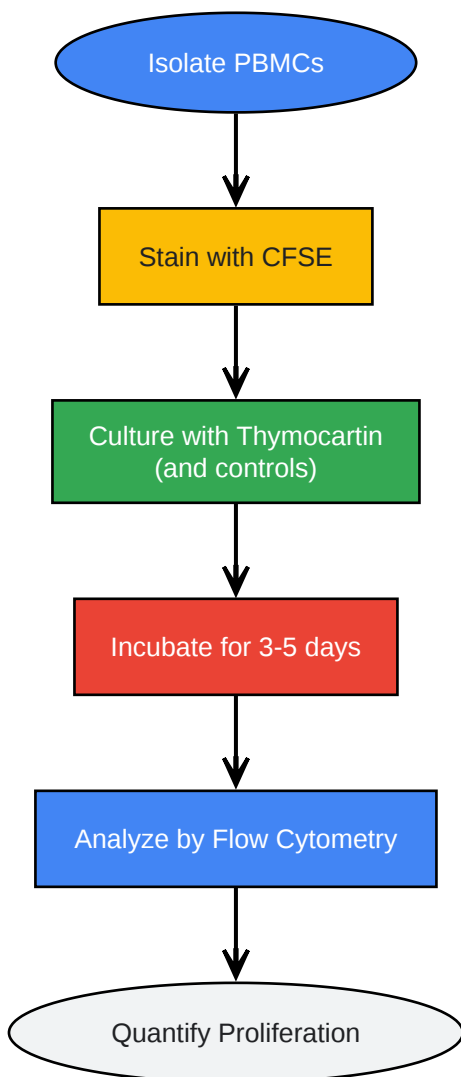 Isolate PBMCs
Stain with CFSE
Culture with Thymocartin
(and controls)
Incubate for 3-5 days
Analyze by Flow Cytometry
Quantify Proliferation